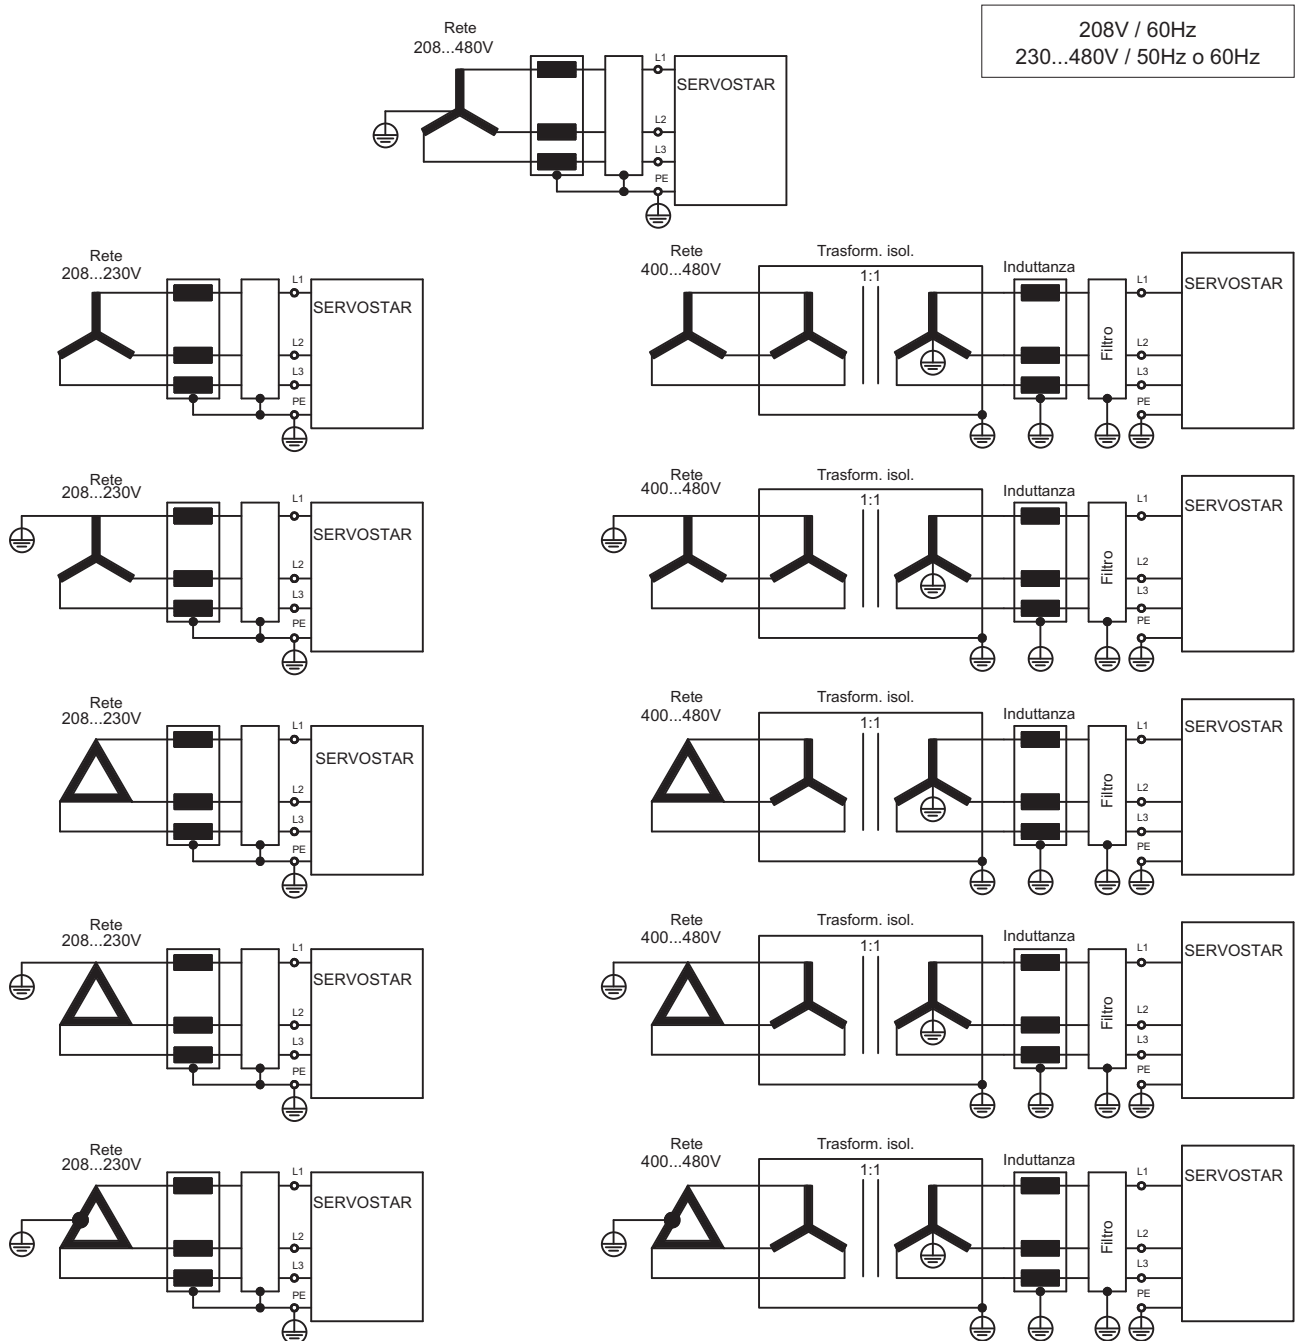 Rete
208...480V
L1
SERVOSTAR
L2
L3
PE
208V / 60Hz
230...480V / 50Hz o 60Hz
Rete
208...230V
L1
SERVOSTAR
L2
L3
PE
Rete
400...480V
Trasform. isol.
1:1
Induttanza
Filtro
L1
SERVOSTAR
L2
L3
PE
Rete
208...230V
L1
SERVOSTAR
L2
L3
PE
Rete
400...480V
Trasform. isol.
1:1
Induttanza
Filtro
L1
SERVOSTAR
L2
L3
PE
Rete
208...230V
L1
SERVOSTAR
L2
L3
PE
Rete
400...480V
Trasform. isol.
1:1
Induttanza
Filtro
L1
SERVOSTAR
L2
L3
PE
Rete
208...230V
L1
SERVOSTAR
L2
L3
PE
Rete
400...480V
Trasform. isol.
1:1
Induttanza
Filtro
L1
SERVOSTAR
L2
L3
PE
Rete
208...230V
L1
SERVOSTAR
L2
L3
PE
Rete
400...480V
Trasform. isol.
1:1
Induttanza
Filtro
L1
SERVOSTAR
L2
L3
PE